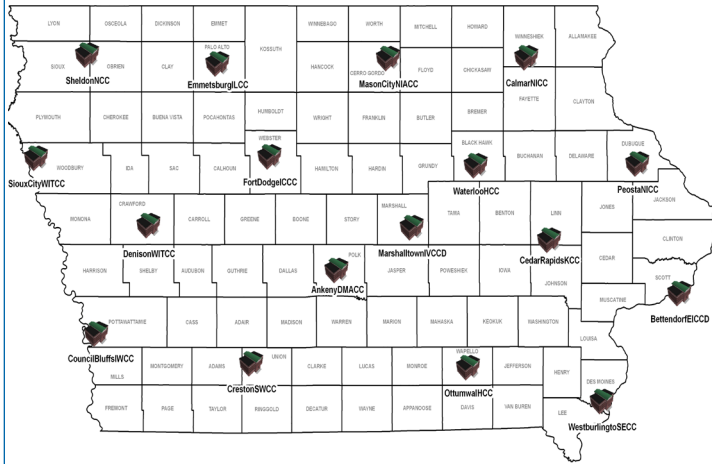 LYON OSCEOLA DICKINSON EMMET WINNEBAGO WORTH MITCHELL HOWARD WINNESHIEK ALLAMAKEE
SIOUX OBRIEN CLAY PALO ALTO KOSSUTH HANCOCK CERRO GORDO FLOYD CHICKASAW
SheldonNCC EmmetsburgILCC MasonCityNIACC CalmarNICC
PLYMOUTH CHEROKEE BUENA VISTA POCAHONTAS HUMBOLDT WRIGHT FRANKLIN BUTLER BREMER FAYETTE CLAYTON
WOODBURY IDA SAC CALHOUN WEBSTER HAMILTON HARDIN GRUNDY BLACK HAWK BUCHANAN DELAWARE DUBUQUE
SiouxCityWITCC FortDodgeICCC WaterlooHCC PeostaNICC
MONONA CRAWFORD CARROLL GREENE BOONE STORY MARSHALL TAMA BENTON LINN JONES JACKSON
DenisonWITCC MarshalltownIVCCD CedarRapidsKCC
CLINTON
HARRISON SHELBY AUDUBON GUTHRIE DALLAS POLK JASPER POWESHIEK IOWA JOHNSON CEDAR SCOTT
AnkenyDMACC BettendorfEICCD
MUSCATINE
POTTAWATTAMIE CASS ADAIR MADISON WARREN MARION MAHASKA KEOKUK WASHINGTON LOUISA
CouncilBluffsIWCC
MILLS MONTGOMERY ADAMS UNION CLARKE LUCAS MONROE WAPELLO JEFFERSON HENRY DES MOINES
CrestonSWCC OttumwaIHCC
FREMONT PAGE TAYLOR RINGGOLD DECATUR WAYNE APPANOOSE DAVIS VAN BUREN LEE
WestburlingtoSECC